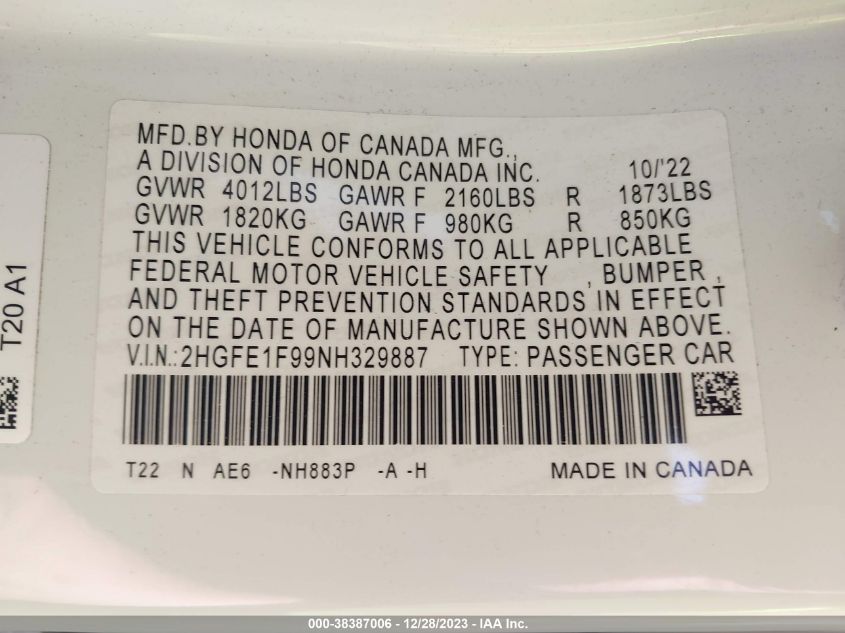 MFD.BY HONDA OF CANADA MFG.,
A DIVISION OF HONDA CANADA INC. 10/'22
GVWR 4012LBS GAWR F 2160LBS R 1873LBS
GVWR 1820KG GAWR F 980KG R 850KG
THIS VEHICLE CONFORMS TO ALL APPLICABLE
FEDERAL MOTOR VEHICLE SAFETY , BUMPER ,
AND THEFT PREVENTION STANDARDS IN EFFECT
ON THE DATE OF MANUFACTURE SHOWN ABOVE.
V.I.N.:2HGFE1F99NH329887 TYPE: PASSENGER CAR
T22 N AE6 -NH883P -A -H MADE IN CANADA
T20 A1
000-38387006 - 12/28/2023 - IAA Inc.